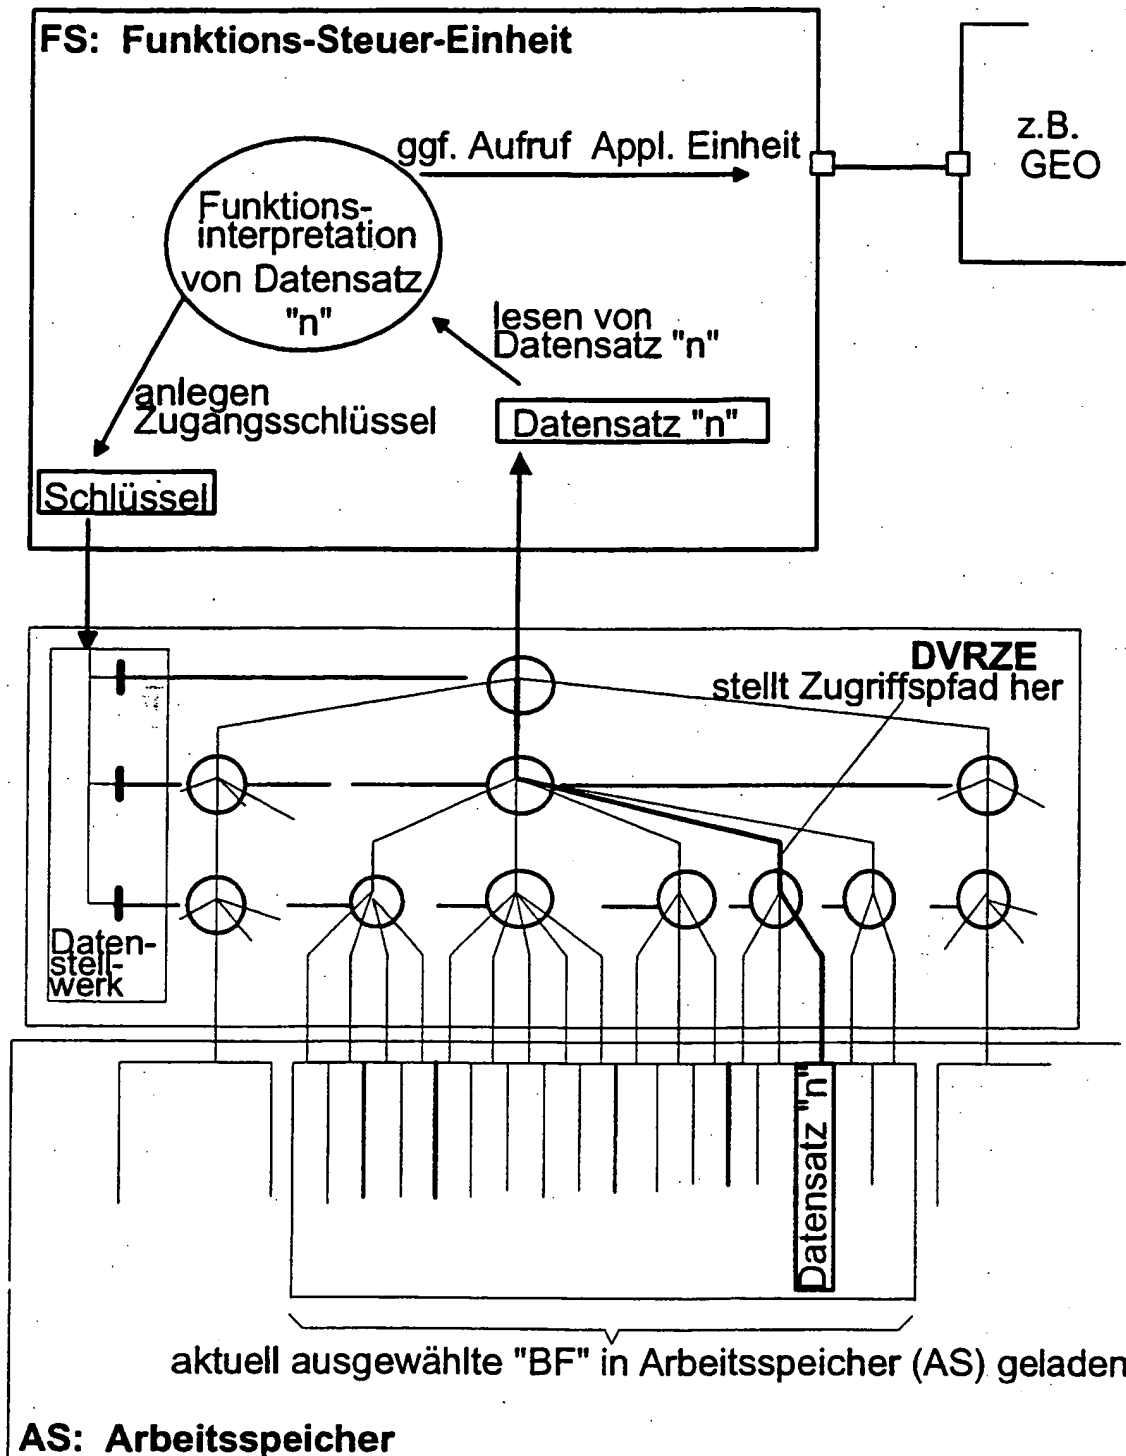 FS: Funktions-Steuer-Einheit
ggf. Aufruf Appl. Einheit
z.B.
GEO
Funktions-
interpretation
von Datensatz
"n"
lesen von
Datensatz "n"
anlegen
Zugangsschlüssel
Datensatz "n"
Schlüssel
DVRZE
stellt Zugriffspfad her
Daten-
stell-
werk
Datensatz "n"
aktuell ausgewählte "BF" in Arbeitsspeicher (AS) geladen
AS: Arbeitsspeicher